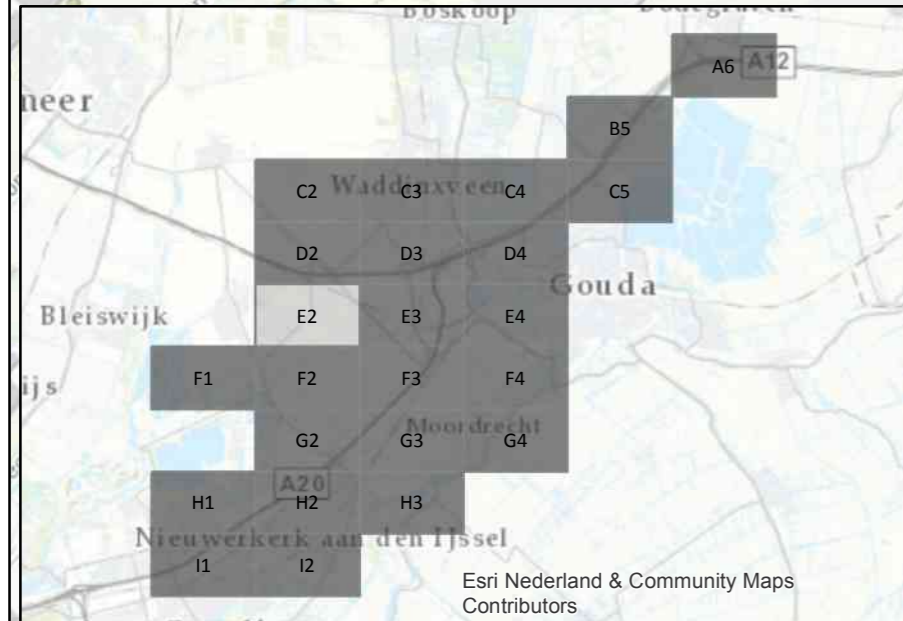 Boskoop
A6 A12
meer
B5
C2 Waddinxveen C3 C4 C5
D2 D3 D4
Gouda
Bleiswijk E2 E3 E4
ijs F1 F2 F3 F4
Moordrecht
G2 G3 G4
A20
H1 H2 H3
Nieuwerkerk aan den IJssel
I1 I2
Esri Nederland & Community Maps
Contributors